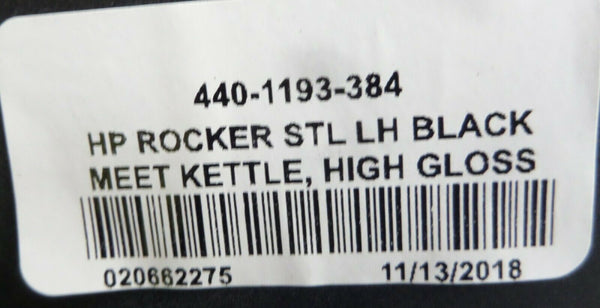 440-1193-384
HP ROCKER STL LH BLACK
MEET KETTLE, HIGH GLOSS
020662275 11/13/2018